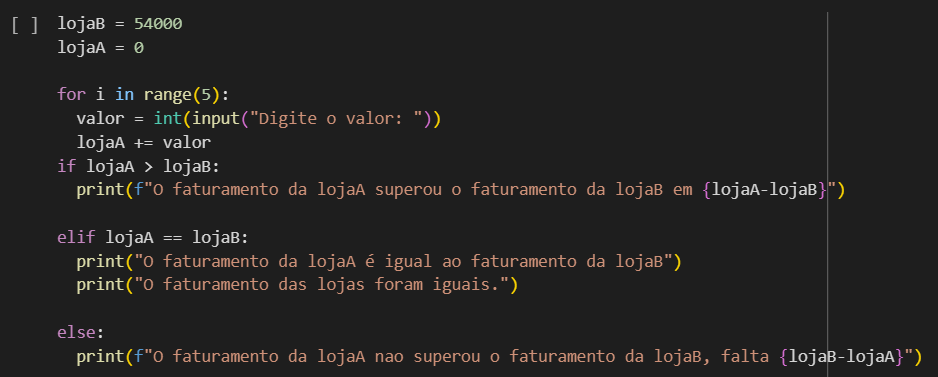 [ ] lojaB = 54000
lojaA = 0
for i in range(5):
valor = int(input("Digite o valor: "))
lojaA += valor
if lojaA > lojaB:
print(f"O faturamento da lojaA superou o faturamento da lojaB em {lojaA-lojaB}")
elif lojaA == lojaB:
print("O faturamento da lojaA é igual ao faturamento da lojaB")
print("O faturamento das lojas foram iguais.")
else:
print(f"O faturamento da lojaA nao superou o faturamento da lojaB, falta {lojaB-lojaA}")